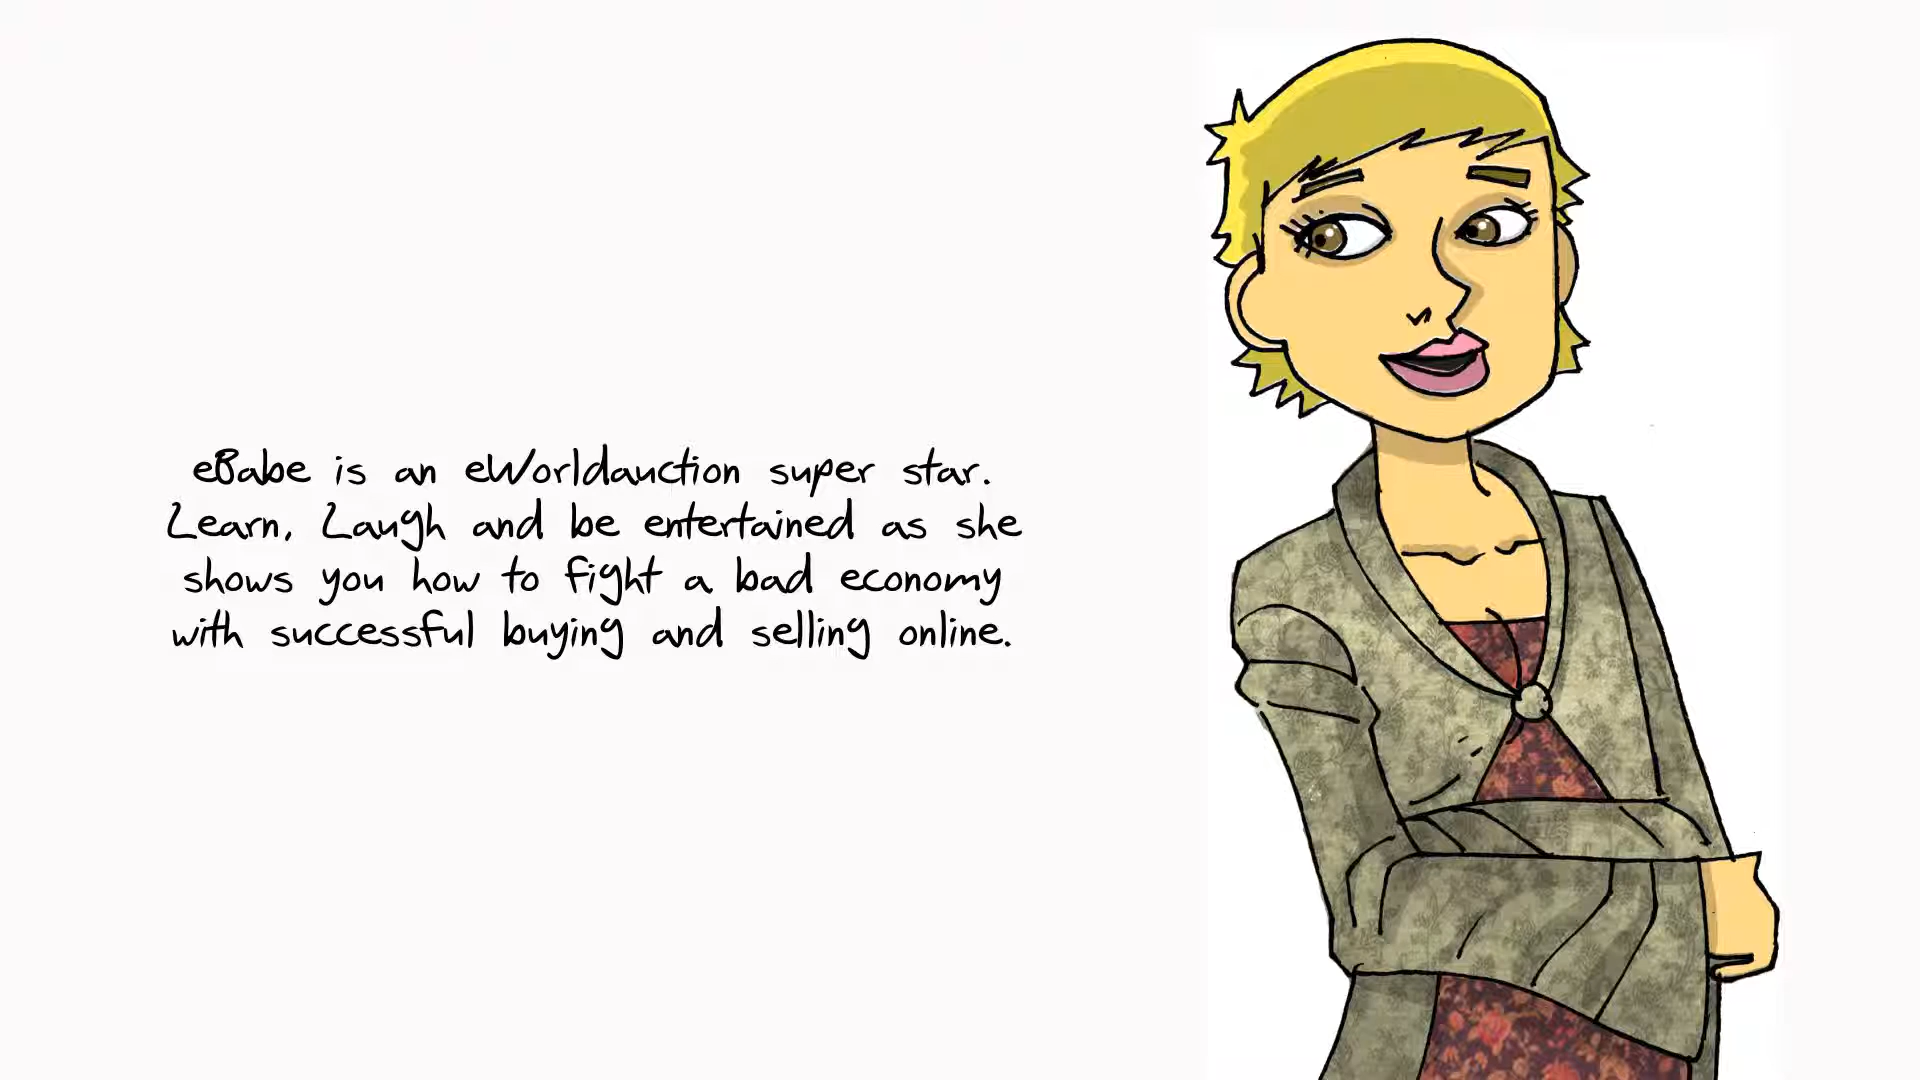 eBabe is an eWorldauction super star.
Learn, Laugh and be entertained as she
shows you how to fight a bad economy
with successful buying and selling online.